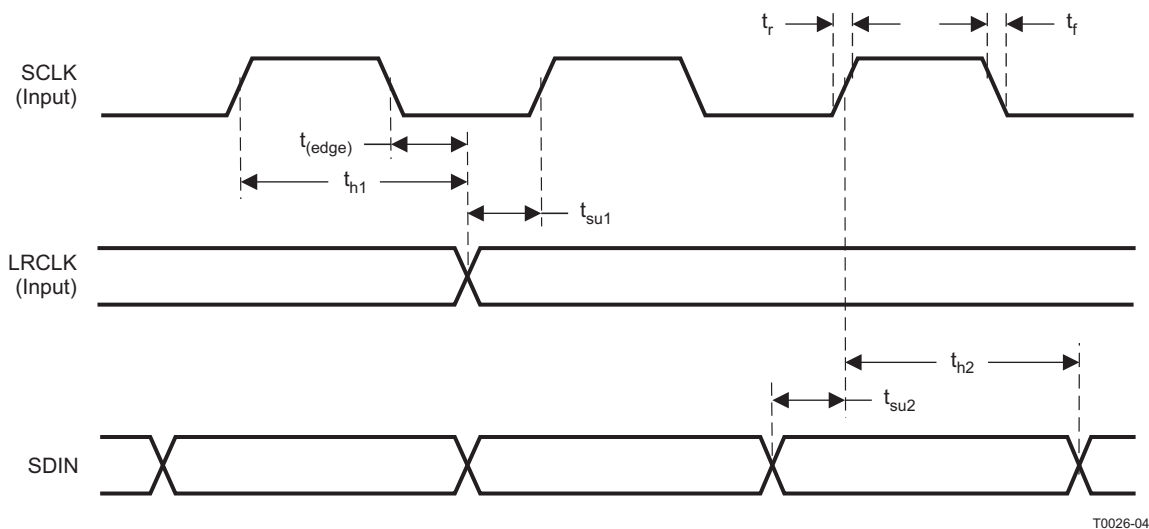 t_r
t_f
SCLK
(Input)
t_(edge)
t_h1
t_su1
LRCLK
(Input)
t_h2
t_su2
SDIN
T0026-04